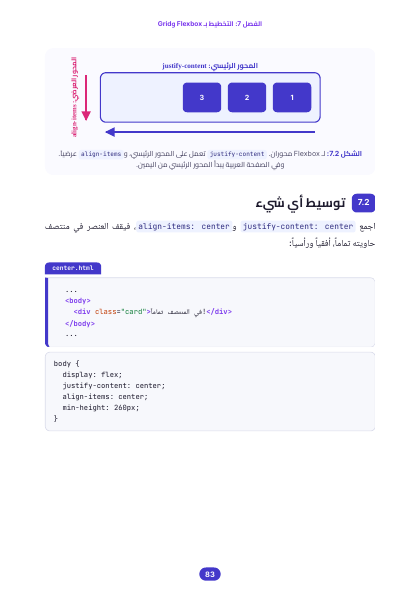 الفصل 7: التخطيط بـ Flexbox وGrid
المحور الرئيسي: justify-content
المحور العرضي: align-items
1
2
3
الشكل 7.2: لـ Flexbox محوران. justify-content تعمل على المحور الرئيسي، و align-items عرضياً.
وفي الصفحة العربية يبدأ المحور الرئيسي من اليمين.
7.2 توسيط أي شيء
اجمع justify-content: center و align-items: center، فيقف العنصر في منتصف
حاويته تماماً، أفقياً ورأسياً:
center.html
...
<body>
<div class="card">في المنتصف تماماً!</div>
</body>
...
body {
display: flex;
justify-content: center;
align-items: center;
min-height: 260px;
}
83